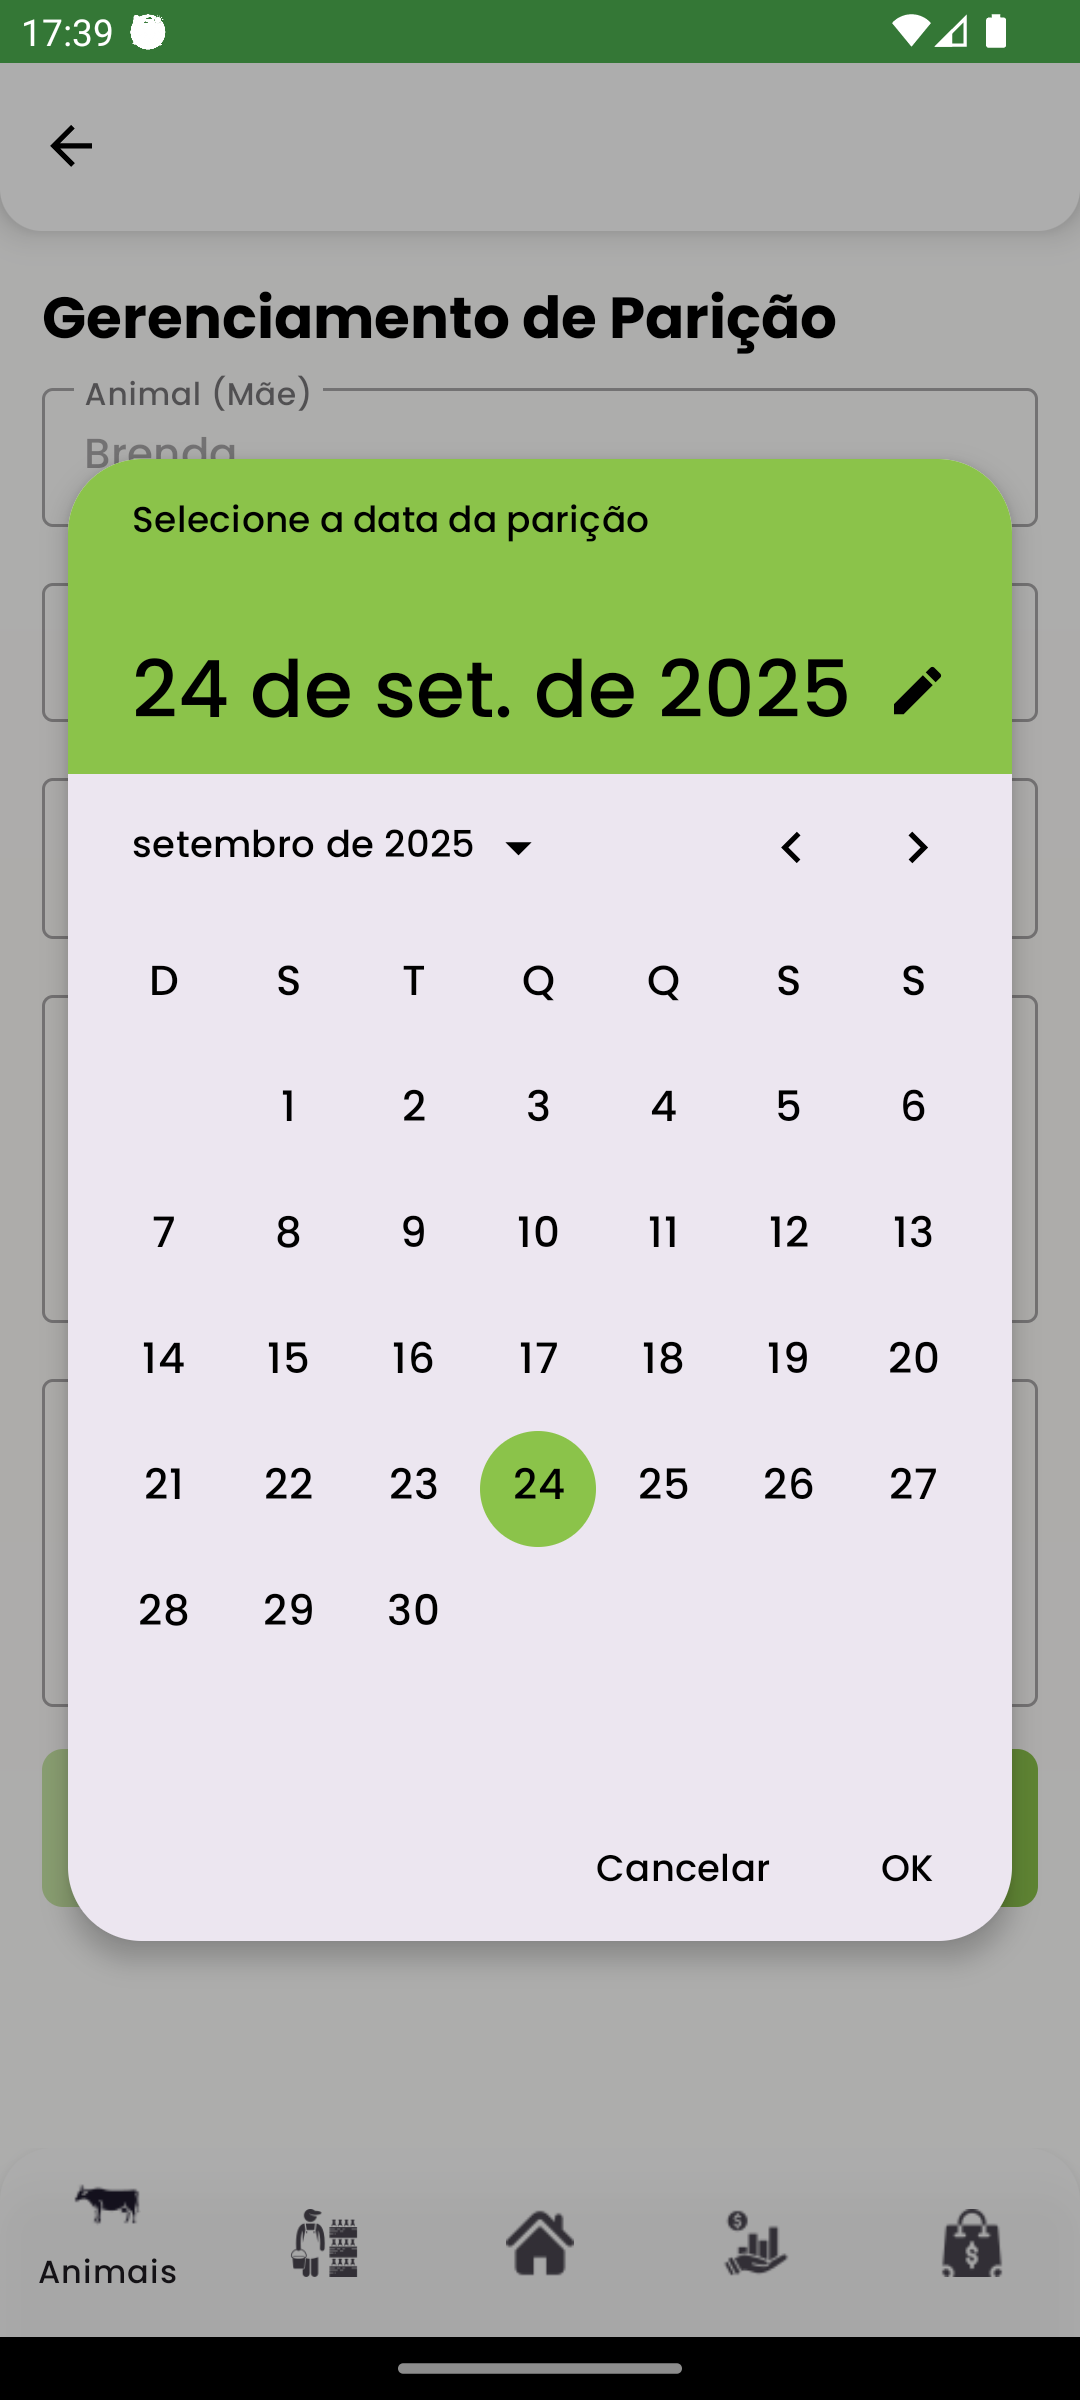 17:39
Gerenciamento de Parição
Animal (Mãe)
Brenda
Selecione a data da parição
24 de set. de 2025
setembro de 2025
D S T Q Q S S
1 2 3 4 5 6
7 8 9 10 11 12 13
14 15 16 17 18 19 20
21 22 23 24 25 26 27
28 29 30
Cancelar OK
Animais